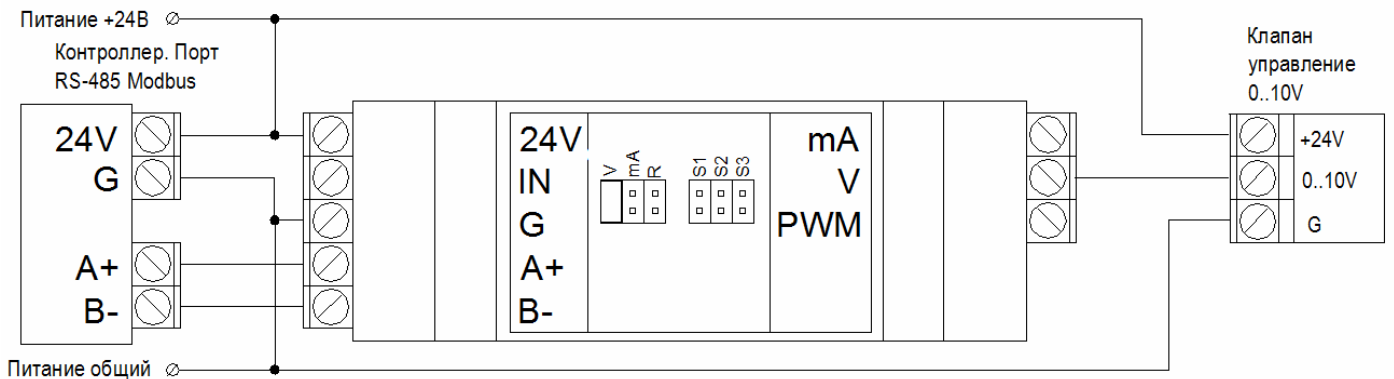 Питание +24В
Контроллер. Порт
RS-485 Modbus
24V
G
A+
B-
Питание общий
24V
IN
G
A+
B-
V
mA
R
S1
S2
S3
mA
V
PWM
Клапан
управление
0..10V
+24V
0..10V
G